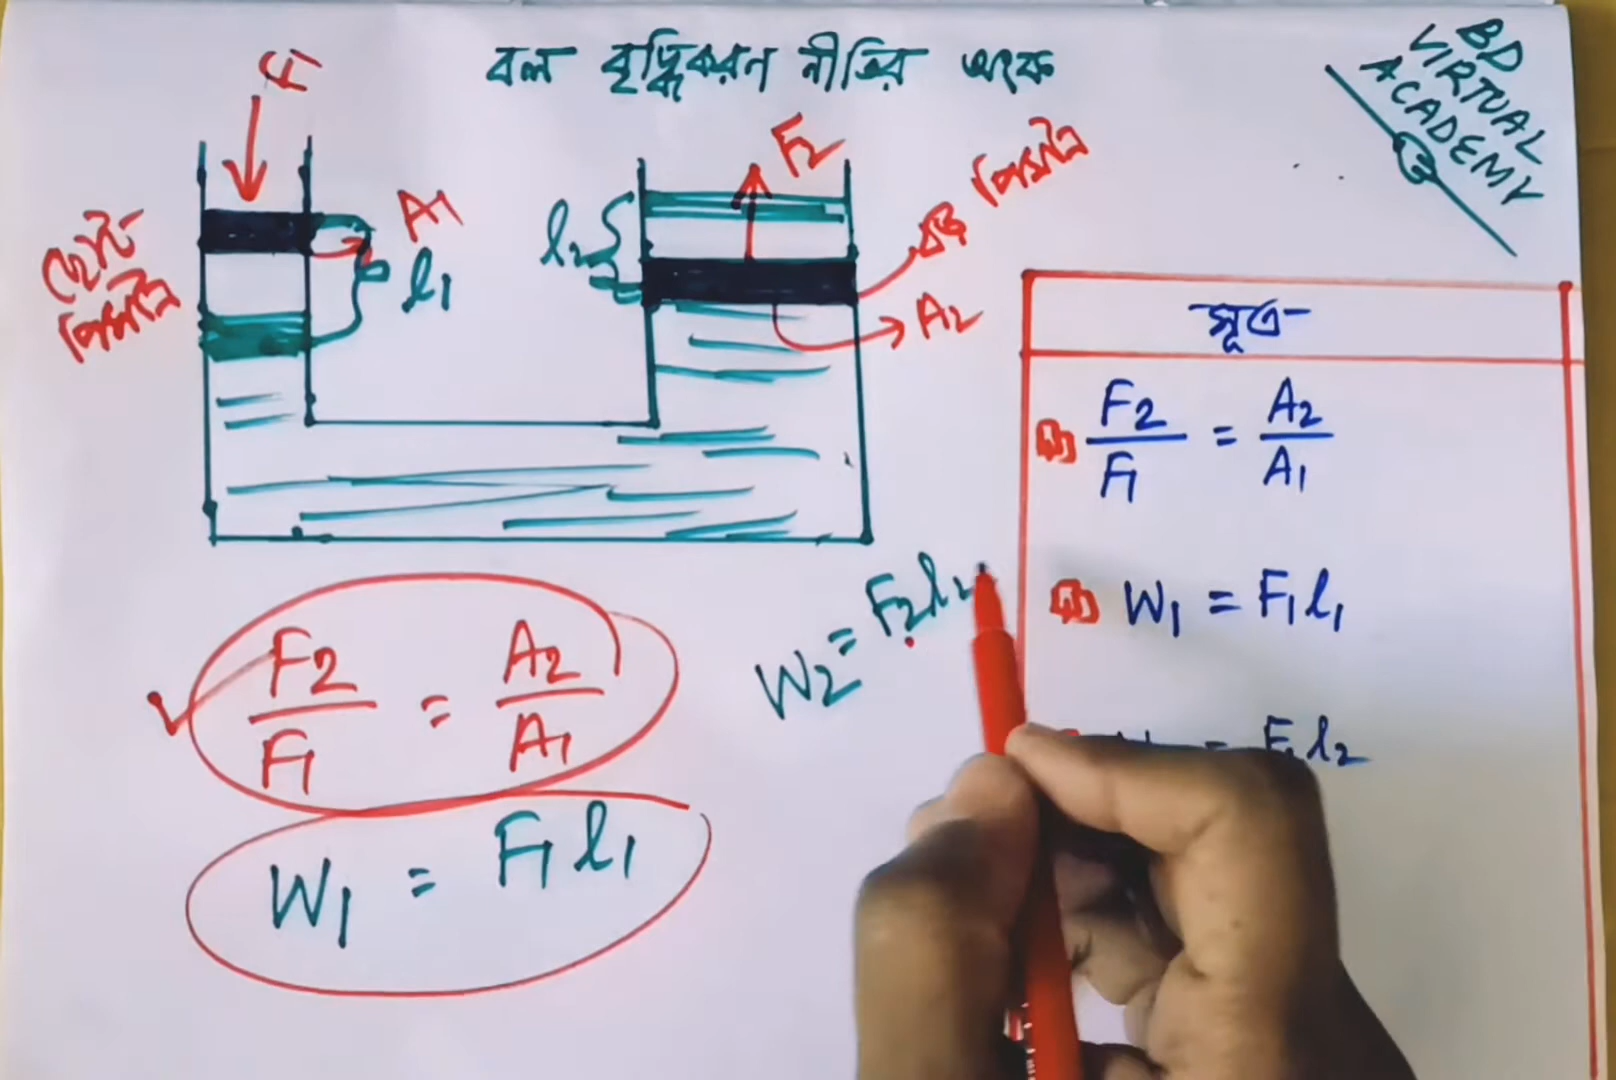 বল বৃদ্ধিকরণ নীতির অংক
BD
VIRTUAL
ACADEMY
F1
A1
l1
ছোট
পিস্টন
l2
F2
বড় পিস্টন
A2
সূত্র
F2/F1 = A2/A1
W1 = F1l1
l2
F2/F1 = A2/A1
W2 = F2l2
W1 = F1l1